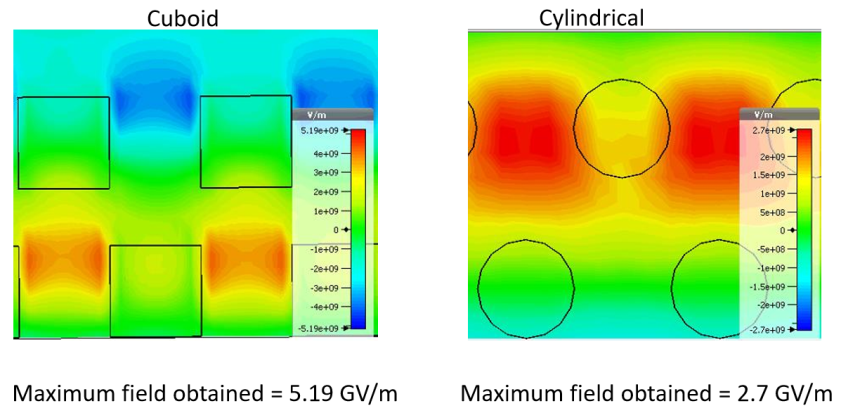 Cuboid
Cylindrical
V/m
5.19e+09
4e+09
3e+09
2e+09
1e+09
0
-1e+09
-2e+09
-3e+09
-4e+09
-5.19e+09
V/m
2.7e+09
2e+09
1.5e+09
1e+09
5e+08
0
-5e+08
-1e+09
-1.5e+09
-2e+09
-2.7e+09
Maximum field obtained = 5.19 GV/m
Maximum field obtained = 2.7 GV/m